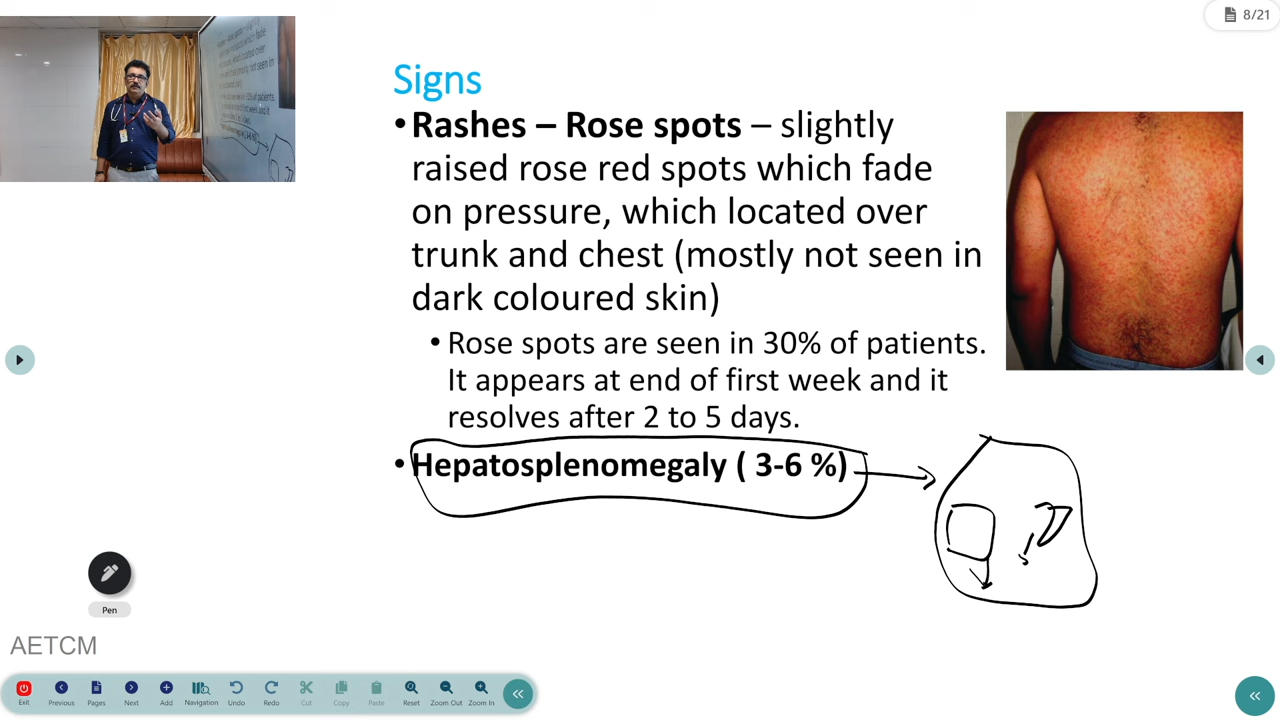 8/21
Signs
•Rashes – Rose spots – slightly
raised rose red spots which fade
on pressure, which located over
trunk and chest (mostly not seen in
dark coloured skin)
• Rose spots are seen in 30% of patients.
It appears at end of first week and it
resolves after 2 to 5 days.
• Hepatosplenomegaly ( 3-6 %)
Pen
AETCM
Exit
Previous
Pages
Next
Add
Navigation
Undo
Redo
Cut
Copy
Paste
Reset
Zoom Out
Zoom In